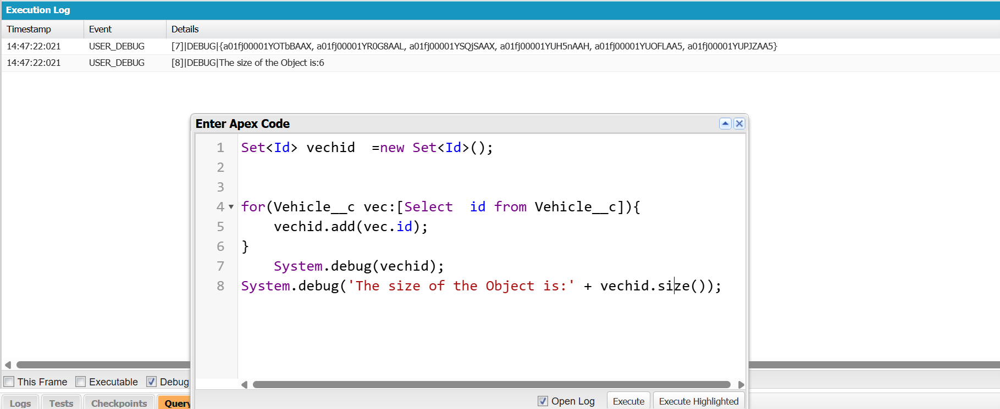 Execution Log
Timestamp Event Details
14:47:22:021 USER_DEBUG [7]|DEBUG|{a01fj00001YOTbBAAX, a01fj00001YR0G8AAL, a01fj00001YSQjSAAX, a01fj00001YUH5nAAH, a01fj00001YUOFLAA5, a01fj00001YUPJZAA5}
14:47:22:021 USER_DEBUG [8]|DEBUG|The size of the Object is:6
Enter Apex Code
1 Set<Id> vechid  =new Set<Id>();
2
3
4 for(Vehicle__c vec:[Select  id from Vehicle__c]){
5     vechid.add(vec.id);
6 }
7     System.debug(vechid);
8 System.debug('The size of the Object is:' + vechid.size());
This Frame Executable Debug
Open Log Execute Execute Highlighted
Logs Tests Checkpoints Query